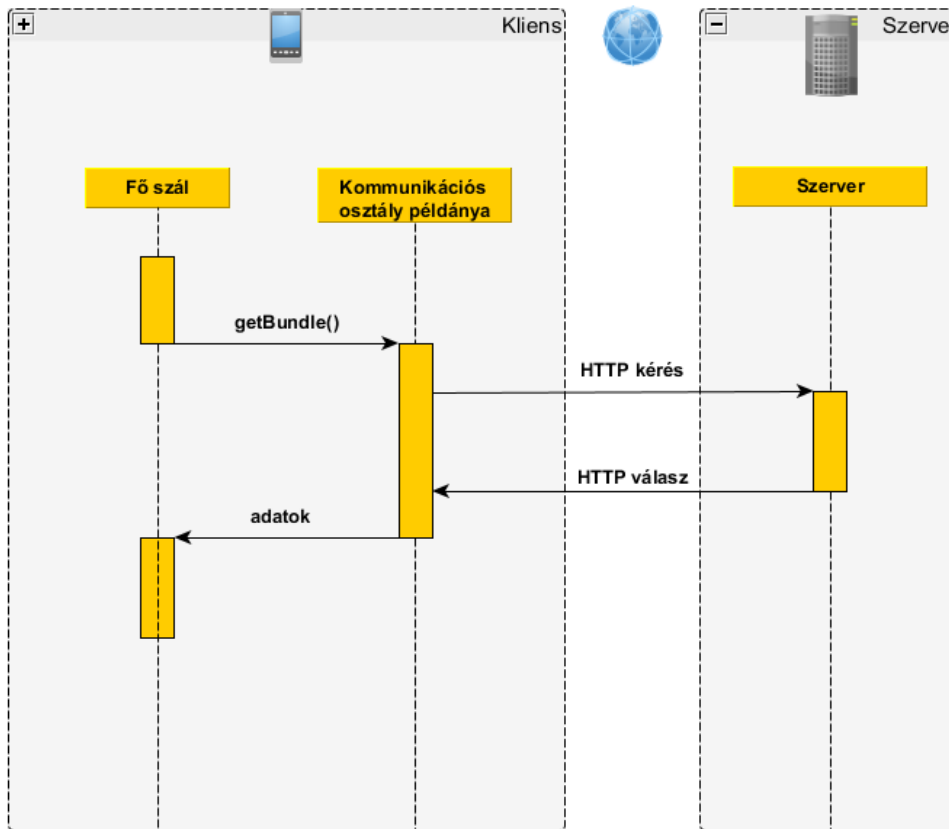 Kliens
Szerve
Fő szál
Kommunikációs
osztály példánya
Szerver
getBundle()
HTTP kérés
HTTP válasz
adatok